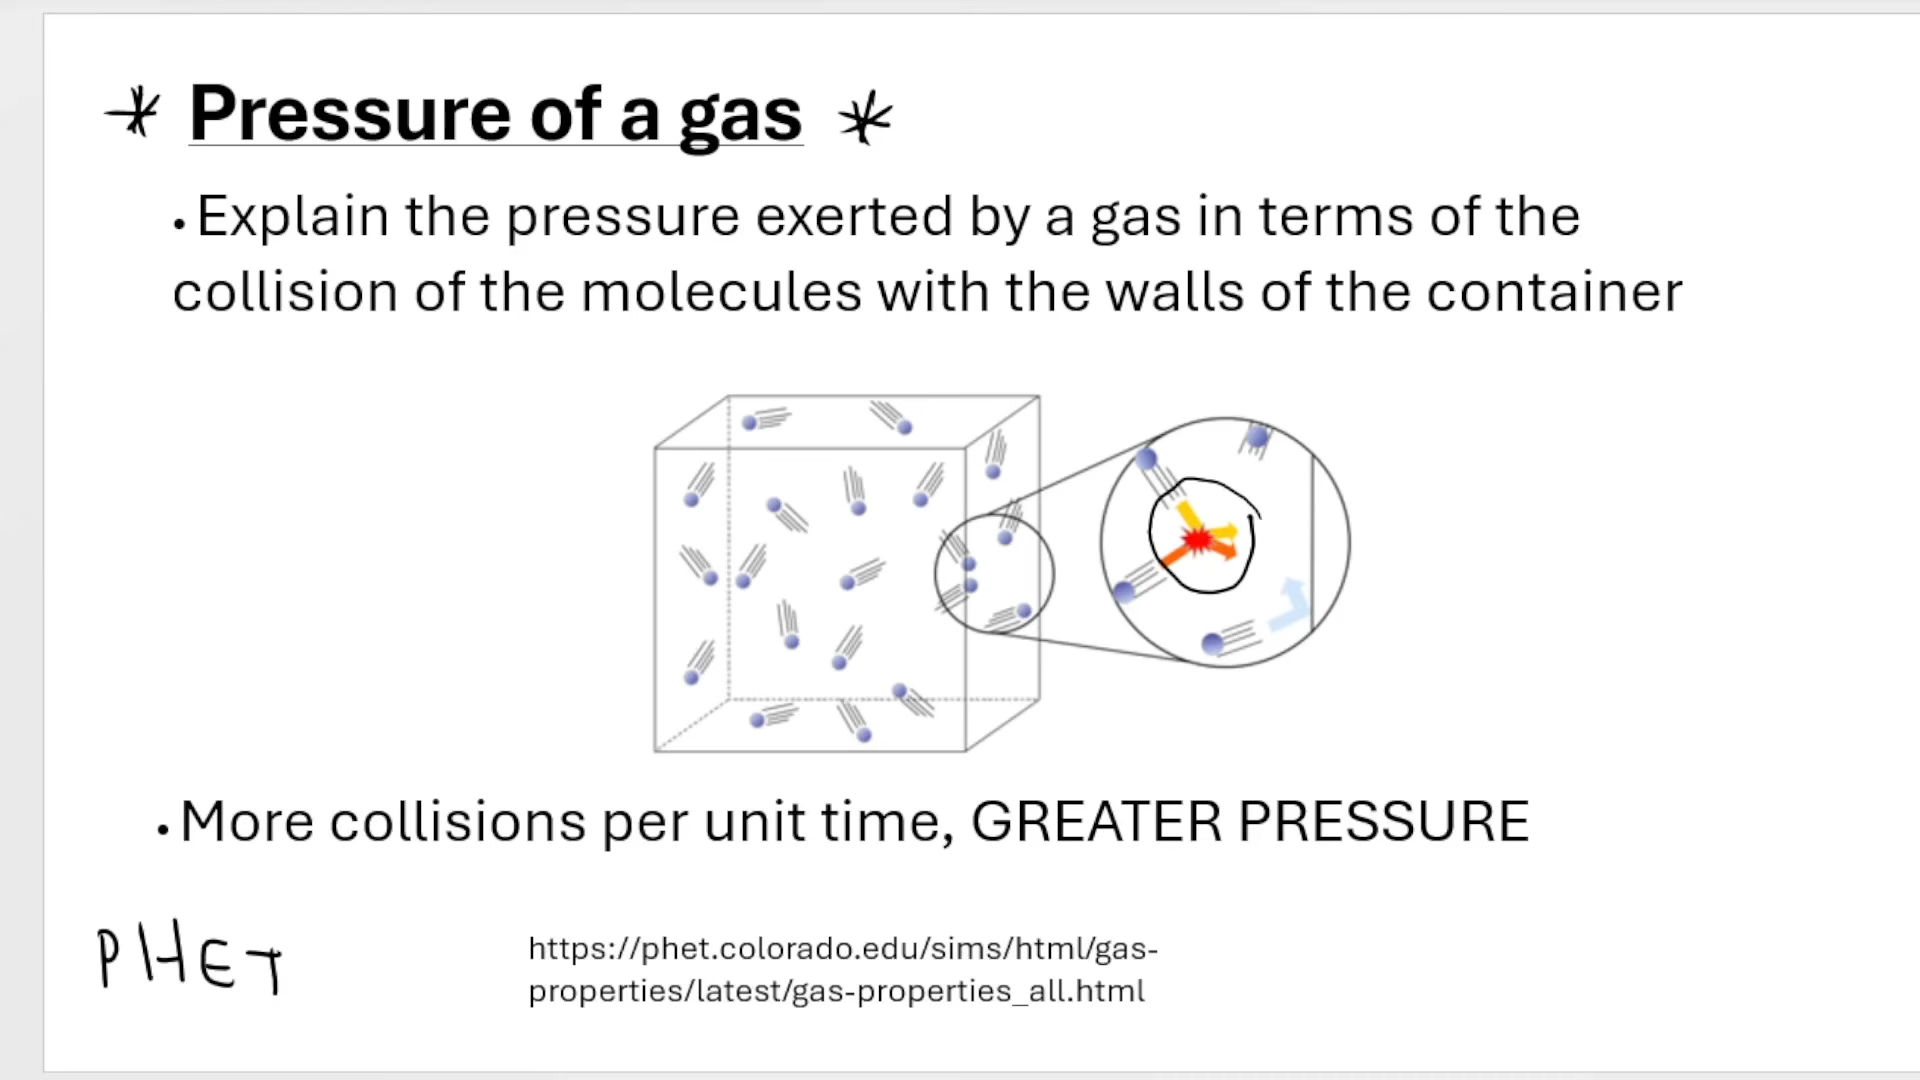 * Pressure of a gas *
• Explain the pressure exerted by a gas in terms of the
collision of the molecules with the walls of the container
• More collisions per unit time, GREATER PRESSURE
PHET
https://phet.colorado.edu/sims/html/gas-
properties/latest/gas-properties_all.html